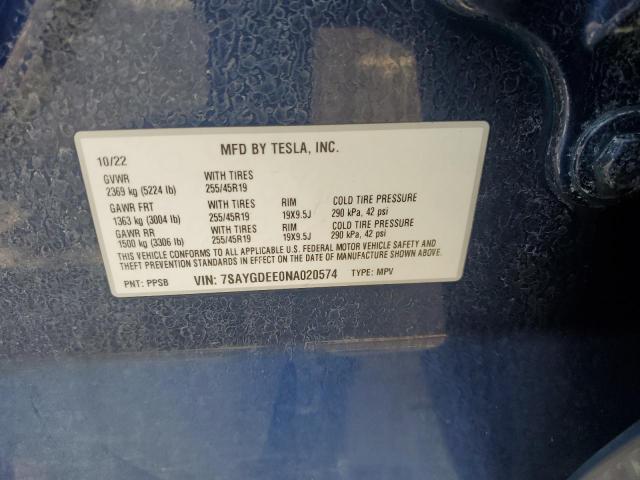 MFD BY TESLA, INC.
10/22
GVWR WITH TIRES
2369 kg (5224 lb) 255/45R19
GAWR FRT WITH TIRES RIM COLD TIRE PRESSURE
1363 kg (3004 lb) 255/45R19 19X9.5J 290 kPa, 42 psi
GAWR RR WITH TIRES RIM COLD TIRE PRESSURE
1500 kg (3306 lb) 255/45R19 19X9.5J 290 kPa, 42 psi
THIS VEHICLE CONFORMS TO ALL APPLICABLE U.S. FEDERAL MOTOR VEHICLE SAFETY AND
THEFT PREVENTION STANDARDS IN EFFECT ON THE DATE OF MANUFACTURE SHOWN ABOVE.
PNT: PPSB VIN: 7SAYGDEE0NA020574 TYPE: MPV